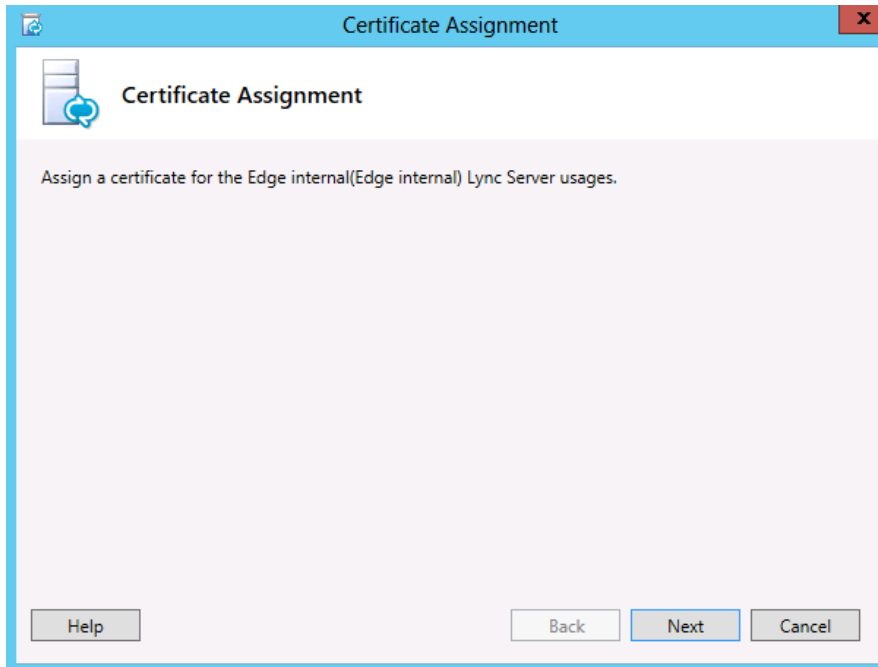 Certificate Assignment
x
Certificate Assignment
Assign a certificate for the Edge internal(Edge internal) Lync Server usages.
Help
Back
Next
Cancel